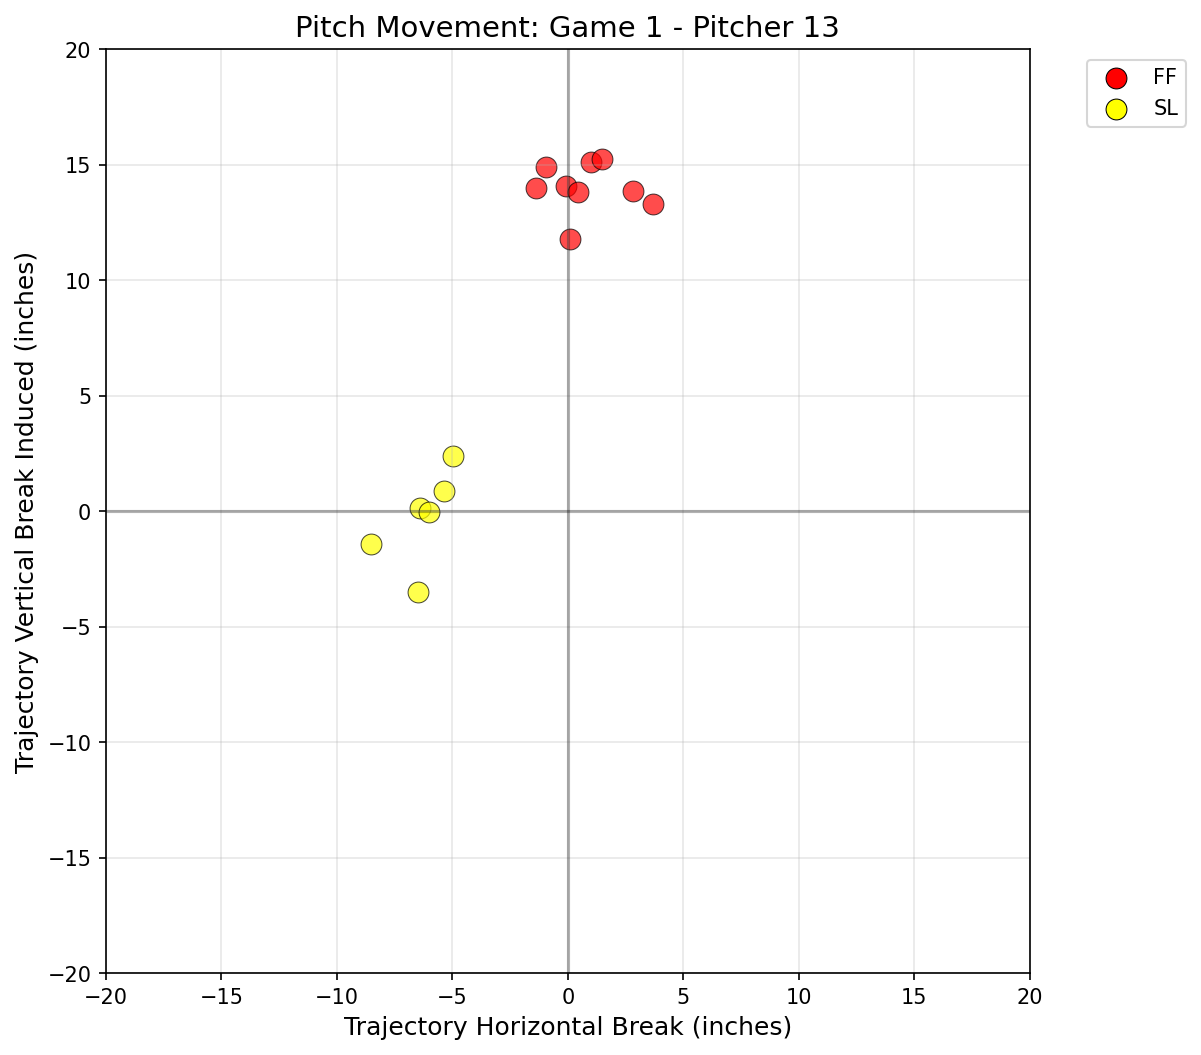 Pitch Movement: Game 1 - Pitcher 13
FF
SL
Trajectory Vertical Break Induced (inches)
20
15
10
5
0
−5
−10
−15
−20
−20 −15 −10 −5 0 5 10 15 20
Trajectory Horizontal Break (inches)